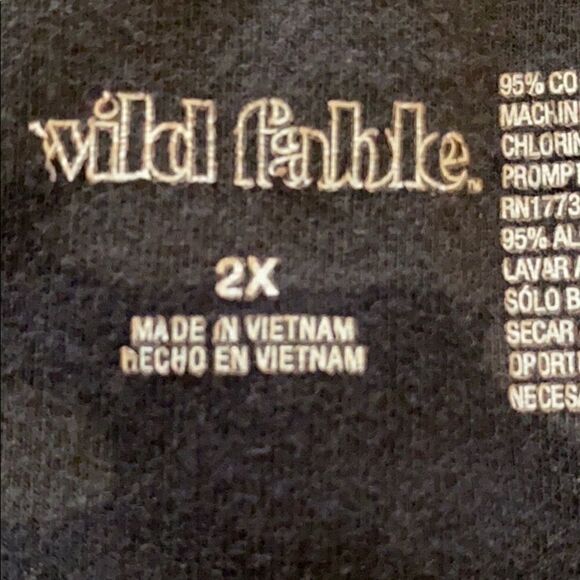 wild fable™
2X
MADE IN VIETNAM
HECHO EN VIETNAM
95% CO
MACHIN
CHLORIN
PROMPT
RN1773
95% AL
LAVAR A
SÓLO B
SECAR
OPORT
NECESA